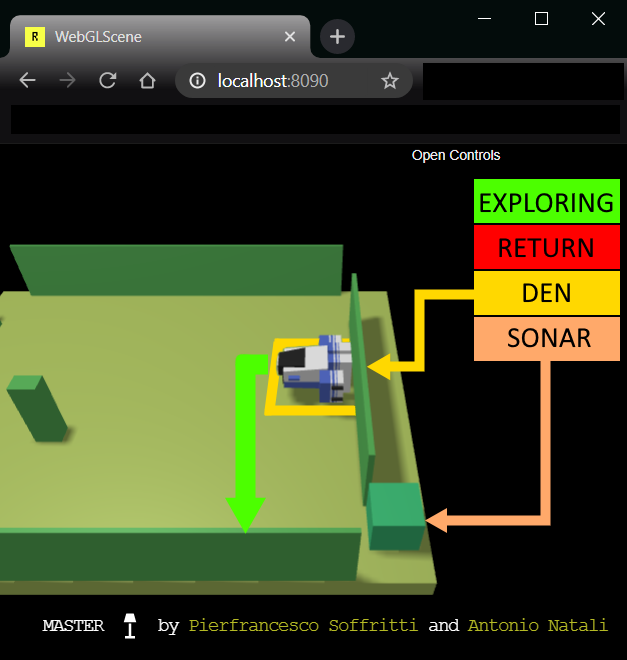 R WebGLScene
localhost:8090
Open Controls
EXPLORING
RETURN
DEN
SONAR
MASTER by Pierfrancesco Soffritti and Antonio Natali